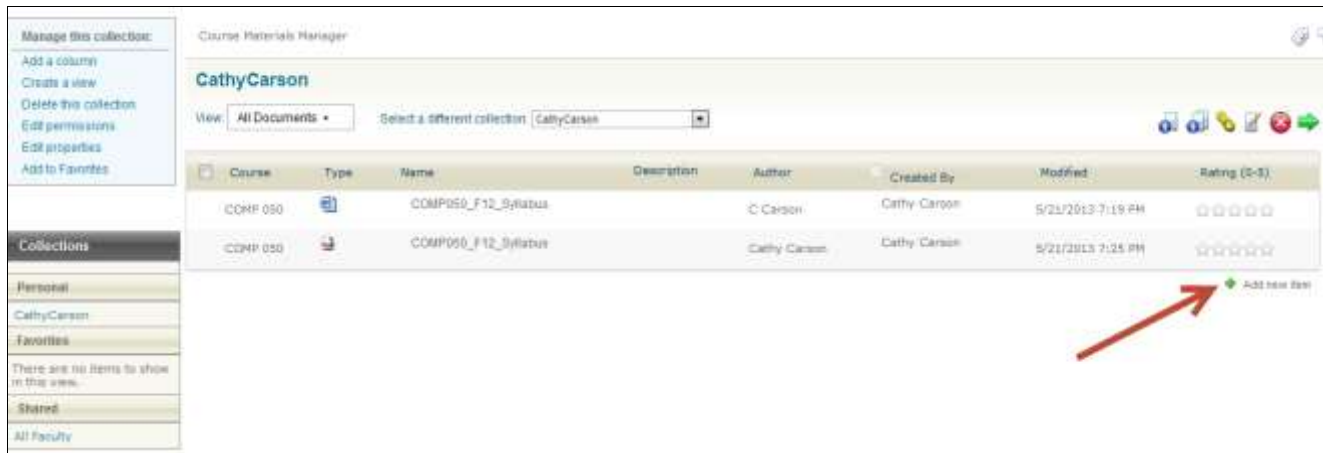 Manage this collection:
Add a column
Create a view
Delete this collection
Edit permissions
Edit properties
Add to Favorites
Collections
Personal
CathyCarson
Favorites
There are no items to show
in this view.
Shared
All Faculty
Course Materials Manager
CathyCarson
View: All Documents Select a different collection CathyCarson
Course Type Name Description Author Created By Modified Rating (0-5)
COMP 050 COMP050_F12_Syllabus C Carson Cathy Carson 5/21/2013 7:19 PM
COMP 050 COMP050_F12_Syllabus Cathy Carson Cathy Carson 5/21/2013 7:25 PM
Add new item